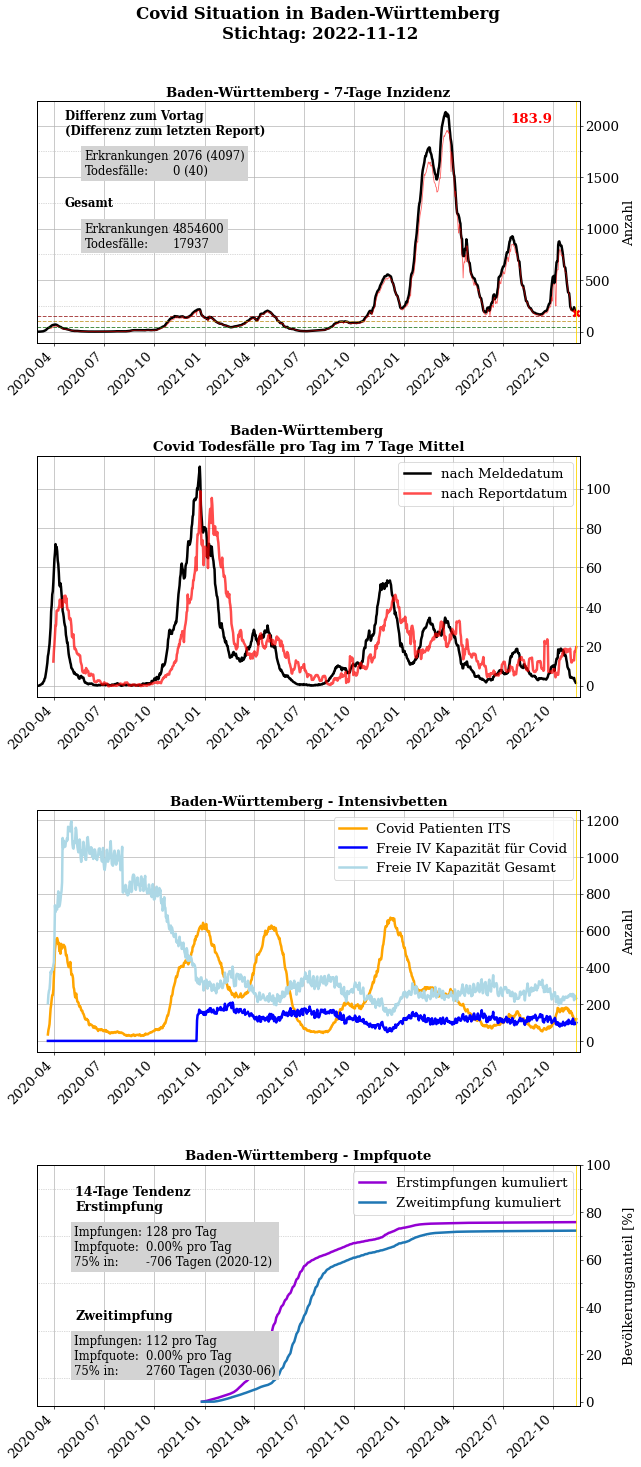 Covid Situation in Baden-Württemberg
Stichtag: 2022-11-12
Baden-Württemberg - 7-Tage Inzidenz
Differenz zum Vortag
(Differenz zum letzten Report)
183.9
Erkrankungen 2076 (4097)
Todesfälle: 0 (40)
Gesamt
Erkrankungen 4854600
Todesfälle: 17937
2000
1500
1000
500
0
Anzahl
2020-04 2020-07 2020-10 2021-01 2021-04 2021-07 2021-10 2022-01 2022-04 2022-07 2022-10
Baden-Württemberg
Covid Todesfälle pro Tag im 7 Tage Mittel
nach Meldedatum
nach Reportdatum
100
80
60
40
20
0
2020-04 2020-07 2020-10 2021-01 2021-04 2021-07 2021-10 2022-01 2022-04 2022-07 2022-10
Baden-Württemberg - Intensivbetten
Covid Patienten ITS
Freie IV Kapazität für Covid
Freie IV Kapazität Gesamt
1200
1000
800
600
400
200
0
Anzahl
2020-04 2020-07 2020-10 2021-01 2021-04 2021-07 2021-10 2022-01 2022-04 2022-07 2022-10
Baden-Württemberg - Impfquote
14-Tage Tendenz
Erstimpfung
Impfungen: 128 pro Tag
Impfquote: 0.00% pro Tag
75% in: -706 Tagen (2020-12)
Zweitimpfung
Impfungen: 112 pro Tag
Impfquote: 0.00% pro Tag
75% in: 2760 Tagen (2030-06)
Erstimpfungen kumuliert
Zweitimpfung kumuliert
100
80
60
40
20
0
Bevölkerungsanteil [%]
2020-04 2020-07 2020-10 2021-01 2021-04 2021-07 2021-10 2022-01 2022-04 2022-07 2022-10